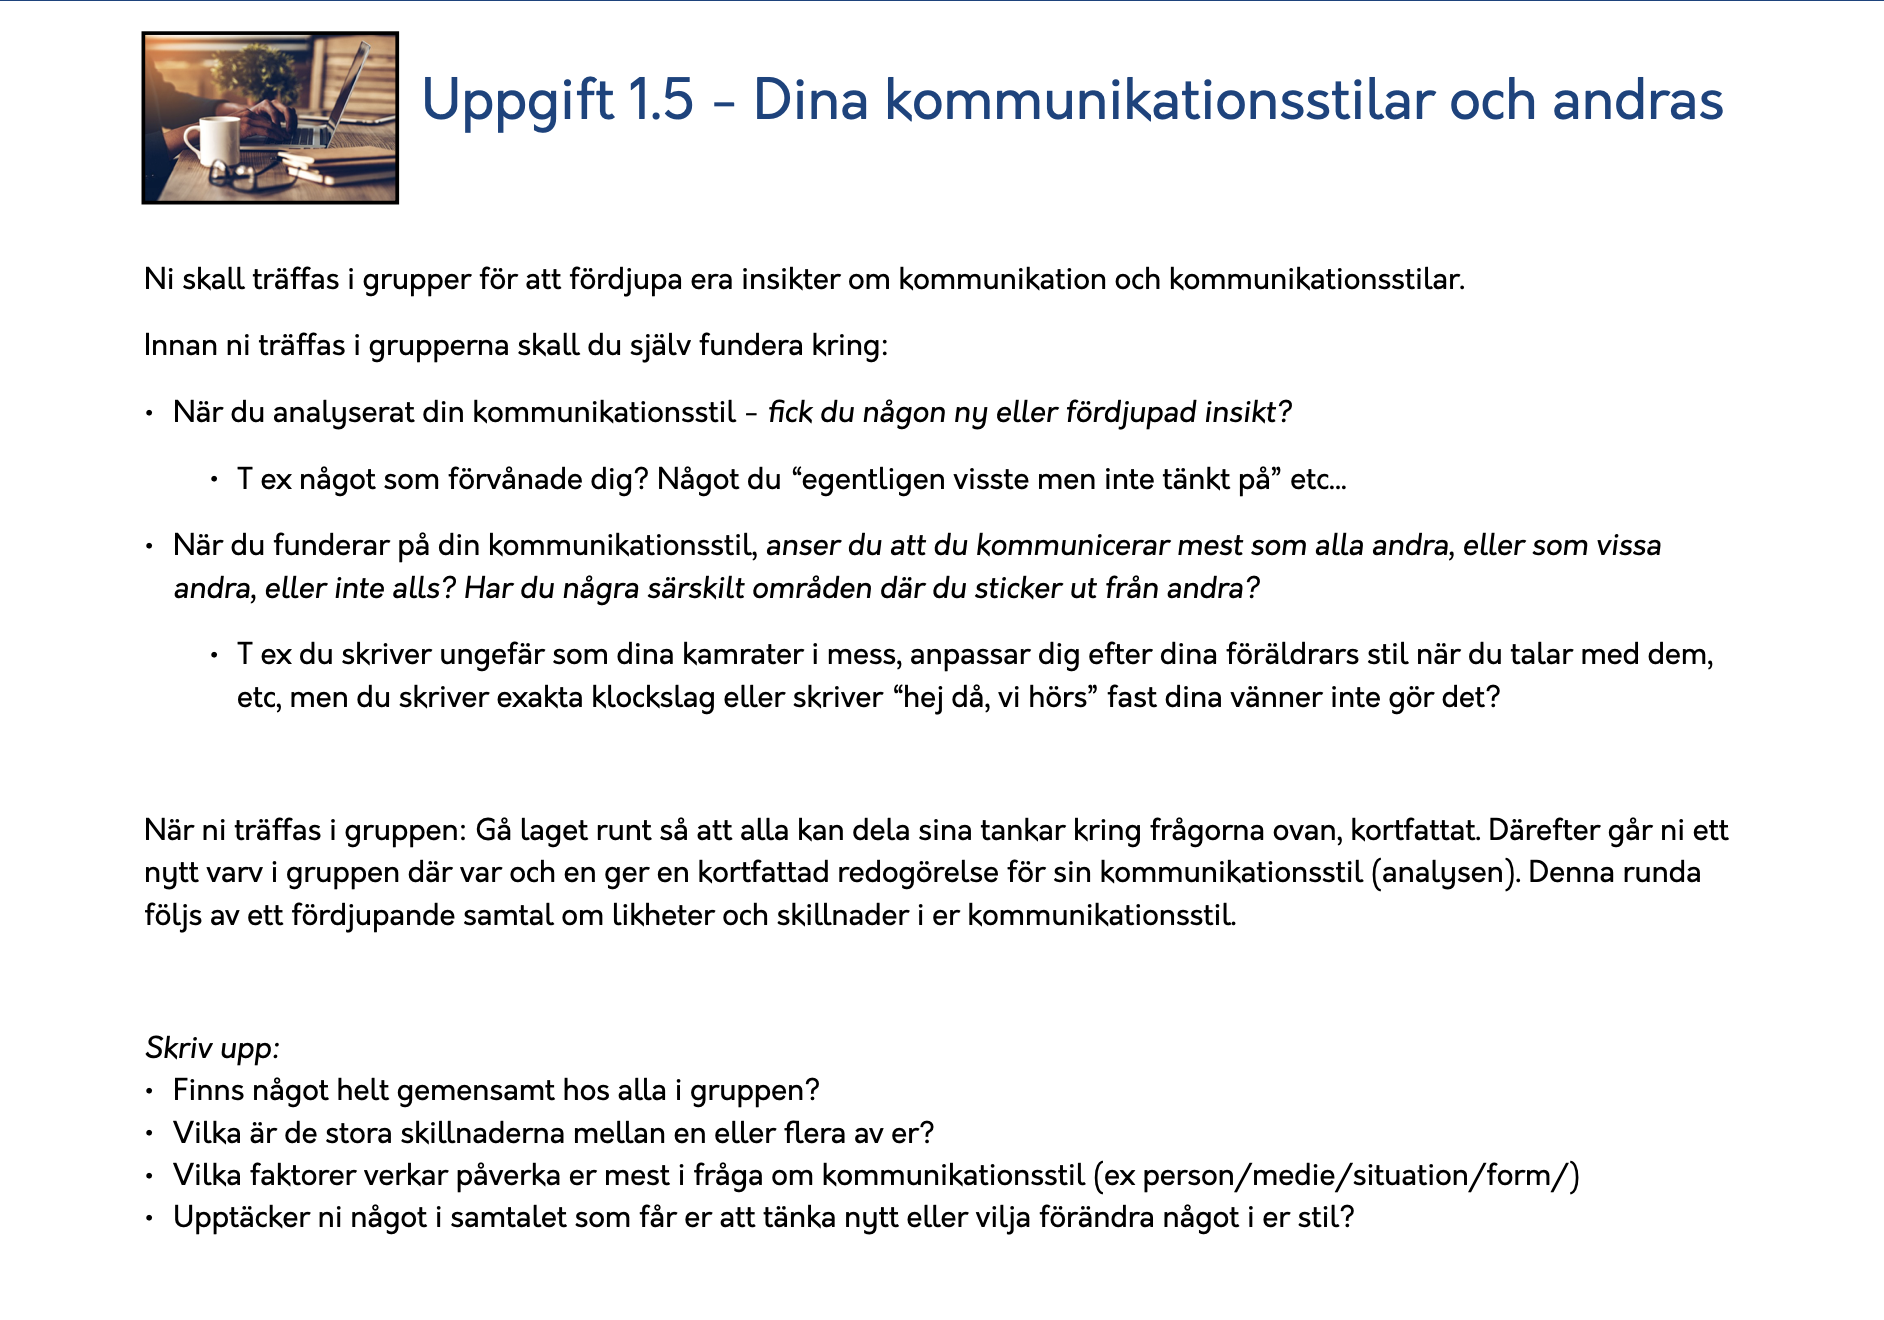 Uppgift 1.5 - Dina kommunikationsstilar och andras
Ni skall träffas i grupper för att fördjupa era insikter om kommunikation och kommunikationsstilar.
Innan ni träffas i grupperna skall du själv fundera kring:
• När du analyserat din kommunikationsstil - fick du någon ny eller fördjupad insikt?
• T ex något som förvånade dig? Något du “egentligen visste men inte tänkt på” etc...
• När du funderar på din kommunikationsstil, anser du att du kommunicerar mest som alla andra, eller som vissa
andra, eller inte alls? Har du några särskilt områden där du sticker ut från andra?
• T ex du skriver ungefär som dina kamrater i mess, anpassar dig efter dina föräldrars stil när du talar med dem,
etc, men du skriver exakta klockslag eller skriver “hej då, vi hörs” fast dina vänner inte gör det?
När ni träffas i gruppen: Gå laget runt så att alla kan dela sina tankar kring frågorna ovan, kortfattat. Därefter går ni ett
nytt varv i gruppen där var och en ger en kortfattad redogörelse för sin kommunikationsstil (analysen). Denna runda
följs av ett fördjupande samtal om likheter och skillnader i er kommunikationsstil.
Skriv upp:
• Finns något helt gemensamt hos alla i gruppen?
• Vilka är de stora skillnaderna mellan en eller flera av er?
• Vilka faktorer verkar påverka er mest i fråga om kommunikationsstil (ex person/medie/situation/form/)
• Upptäcker ni något i samtalet som får er att tänka nytt eller vilja förändra något i er stil?